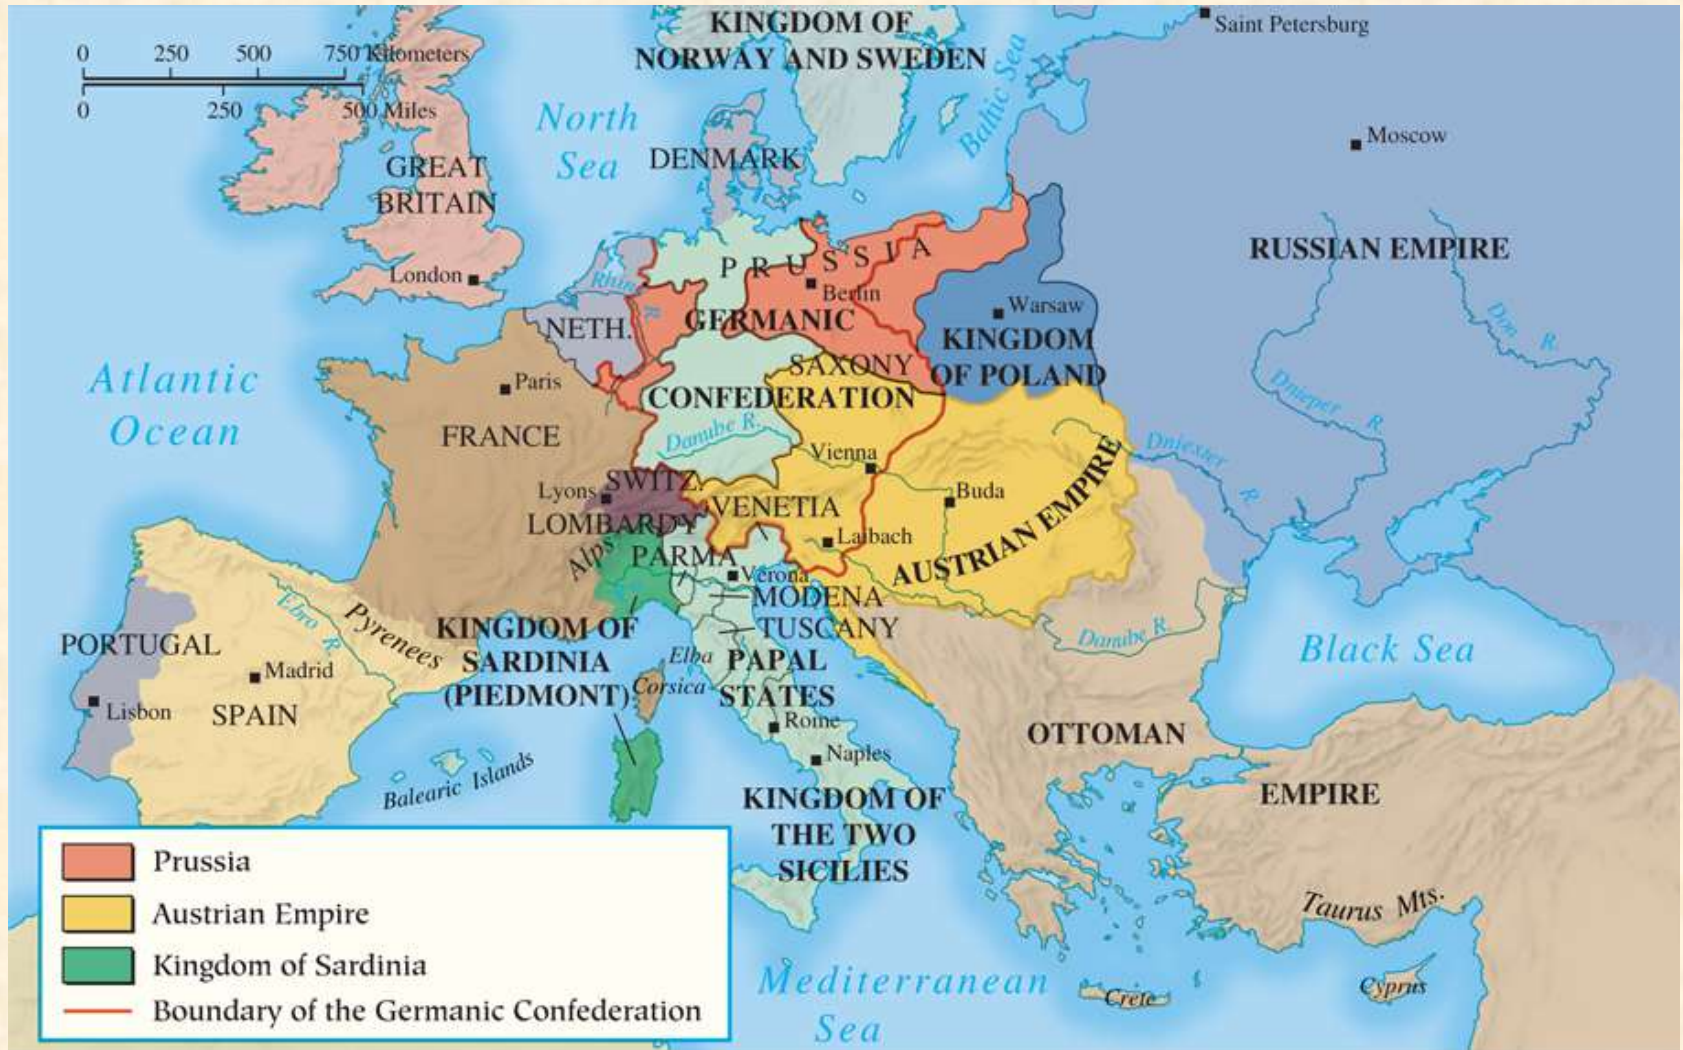 KINGDOM OF
NORWAY AND SWEDEN
Saint Petersburg
0 250 500 750 Kilometers
0 250 500 Miles
North
Sea
Baltic Sea
Moscow
DENMARK
GREAT
BRITAIN
London
RUSSIAN EMPIRE
PRUSSIA
Berlin
Rhine
R.
NETH.
GERMANIC
CONFEDERATION
SAXONY
Warsaw
KINGDOM
OF POLAND
Don R.
Dnieper R.
Dniester R.
Atlantic
Ocean
Paris
FRANCE
Danube R.
Vienna
Buda
AUSTRIAN EMPIRE
SWITZ.
Lyons
LOMBARDY
VENETIA
Laibach
Alps
PARMA
Verona
MODENA
TUSCANY
Ebro R.
Pyrenees
KINGDOM OF
SARDINIA
(PIEDMONT)
Elba
Corsica
PAPAL
STATES
Rome
Naples
Danube R.
Black Sea
PORTUGAL
Madrid
Lisbon
SPAIN
Balearic Islands
OTTOMAN
EMPIRE
KINGDOM OF
THE TWO
SICILIES
Taurus Mts.
Mediterranean
Sea
Crete
Cyprus
Prussia
Austrian Empire
Kingdom of Sardinia
Boundary of the Germanic Confederation